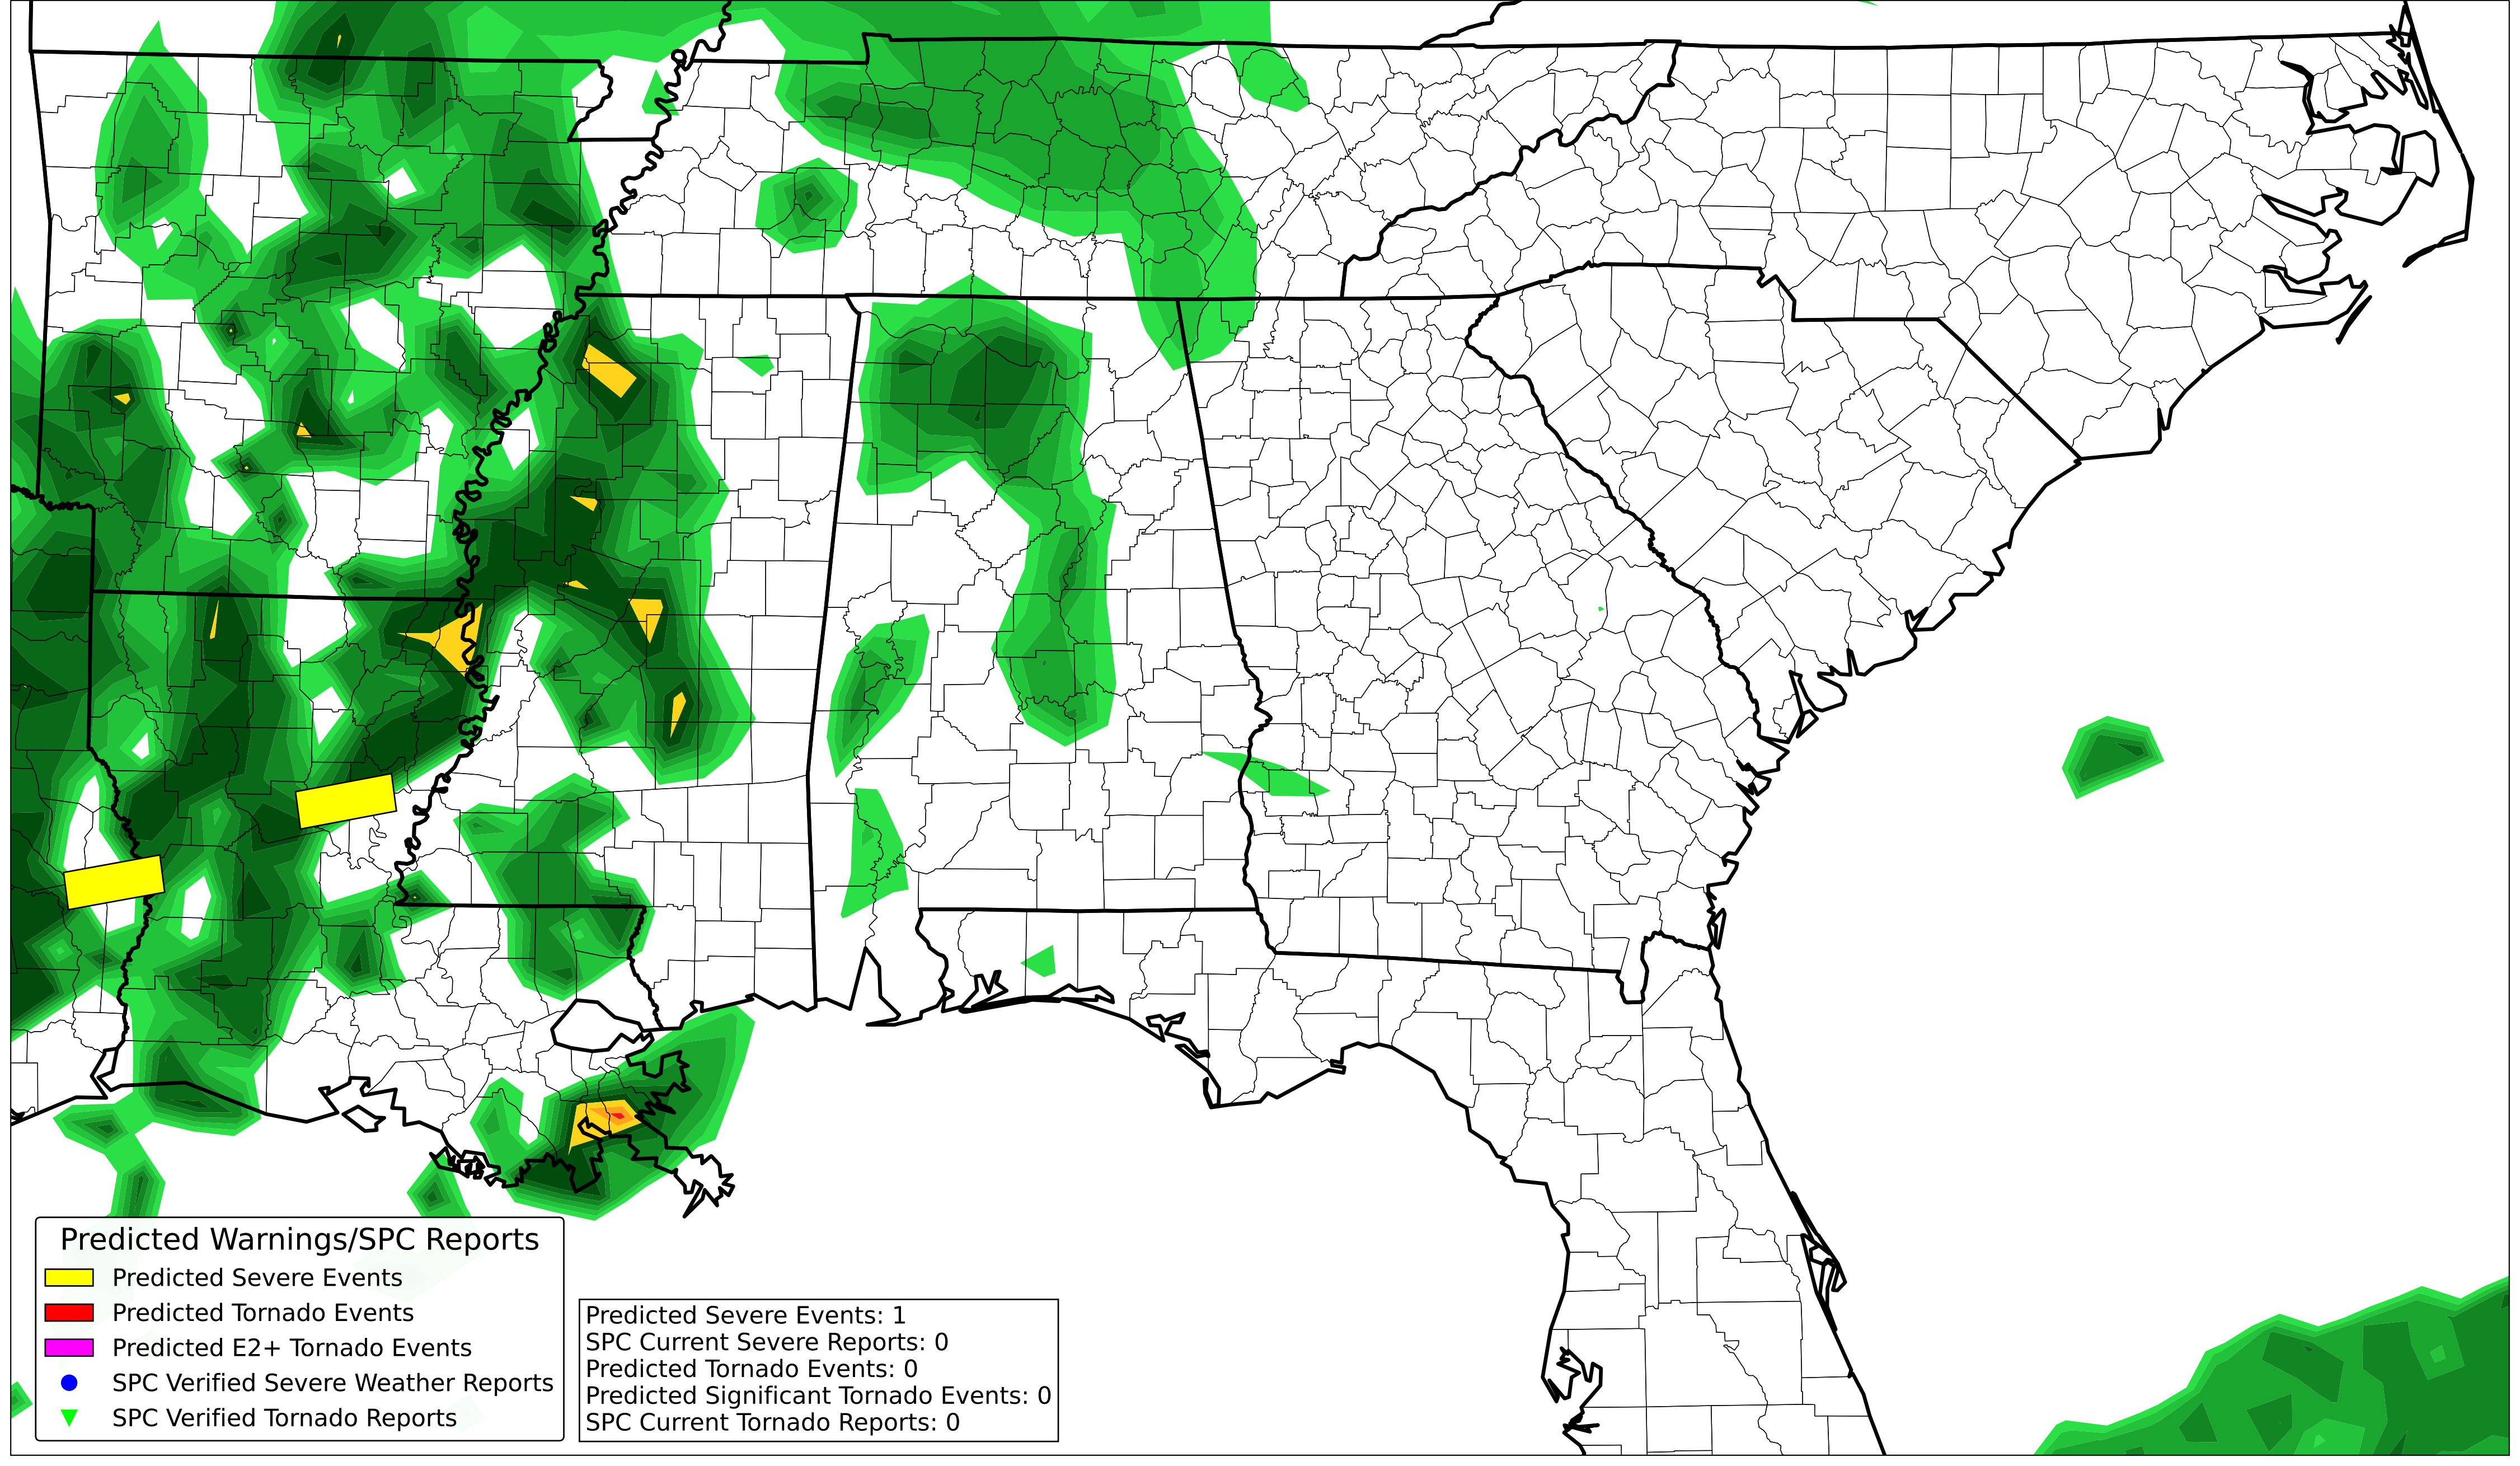 Predicted Warnings/SPC Reports
Predicted Severe Events
Predicted Tornado Events
Predicted E2+ Tornado Events
SPC Verified Severe Weather Reports
SPC Verified Tornado Reports
Predicted Severe Events: 1
SPC Current Severe Reports: 0
Predicted Tornado Events: 0
Predicted Significant Tornado Events: 0
SPC Current Tornado Reports: 0